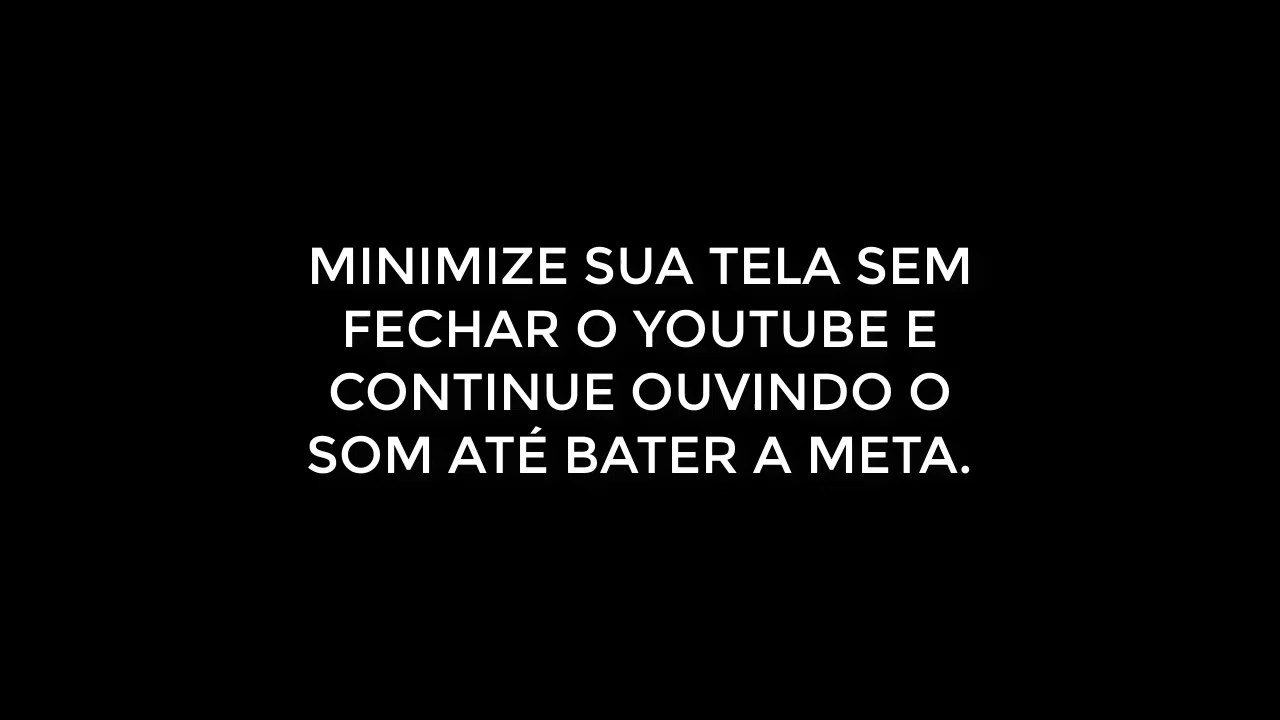 MINIMIZE SUA TELA SEM
FECHAR O YOUTUBE E
CONTINUE OUVINDO O
SOM ATÉ BATER A META.